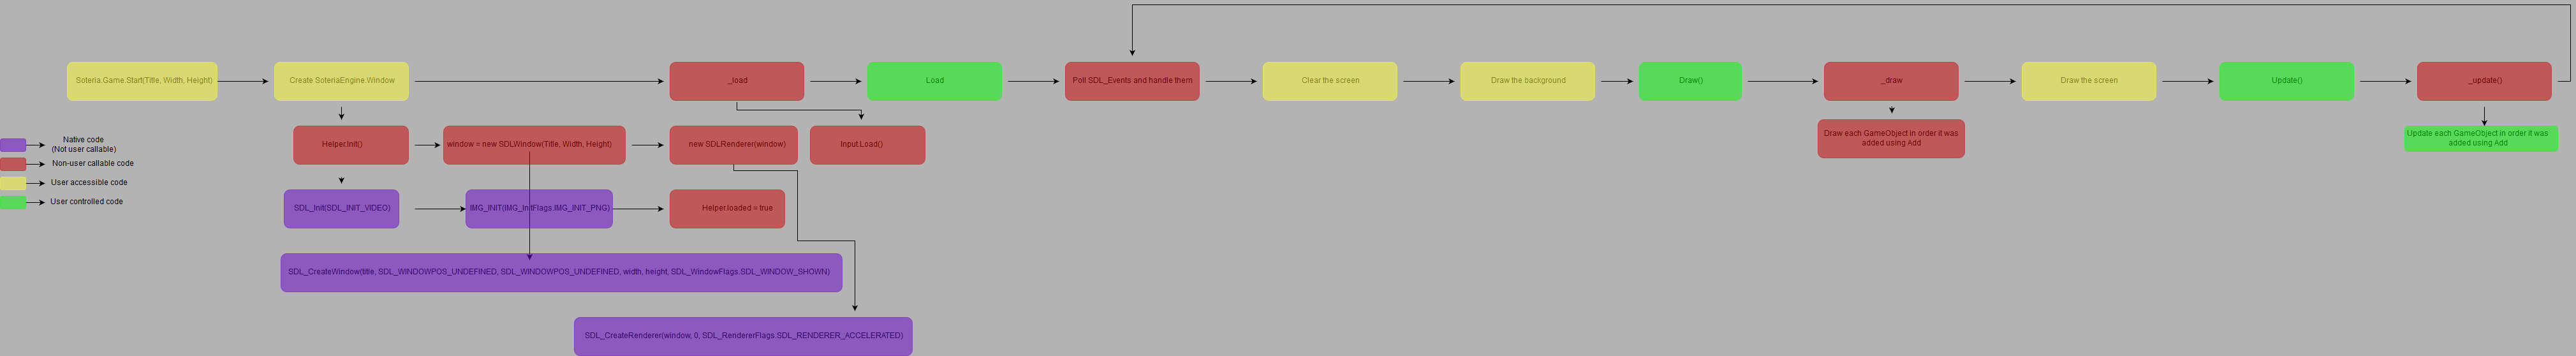 Soteria.Game.Start(Title, Width, Height)
Create SoteriaEngine.Window
_load
Load
Poll SDL_Events and handle them
Clear the screen
Draw the background
Draw()
_draw
Draw the screen
Update()
_update()
Helper.Init()
window = new SDLWindow(Title, Width, Height)
new SDLRenderer(window)
Input.Load()
Draw each GameObject in order it was
added using Add
Update each GameObject in order it was
added using Add
Native code
(Not user callable)
Non-user callable code
User accessible code
User controlled code
SDL_Init(SDL_INIT_VIDEO)
IMG_INIT(IMG_InitFlags.IMG_INIT_PNG)
Helper.loaded = true
SDL_CreateWindow(title, SDL_WINDOWPOS_UNDEFINED, SDL_WINDOWPOS_UNDEFINED, width, height, SDL_WindowFlags.SDL_WINDOW_SHOWN)
SDL_CreateRenderer(window, 0, SDL_RendererFlags.SDL_RENDERER_ACCELERATED)